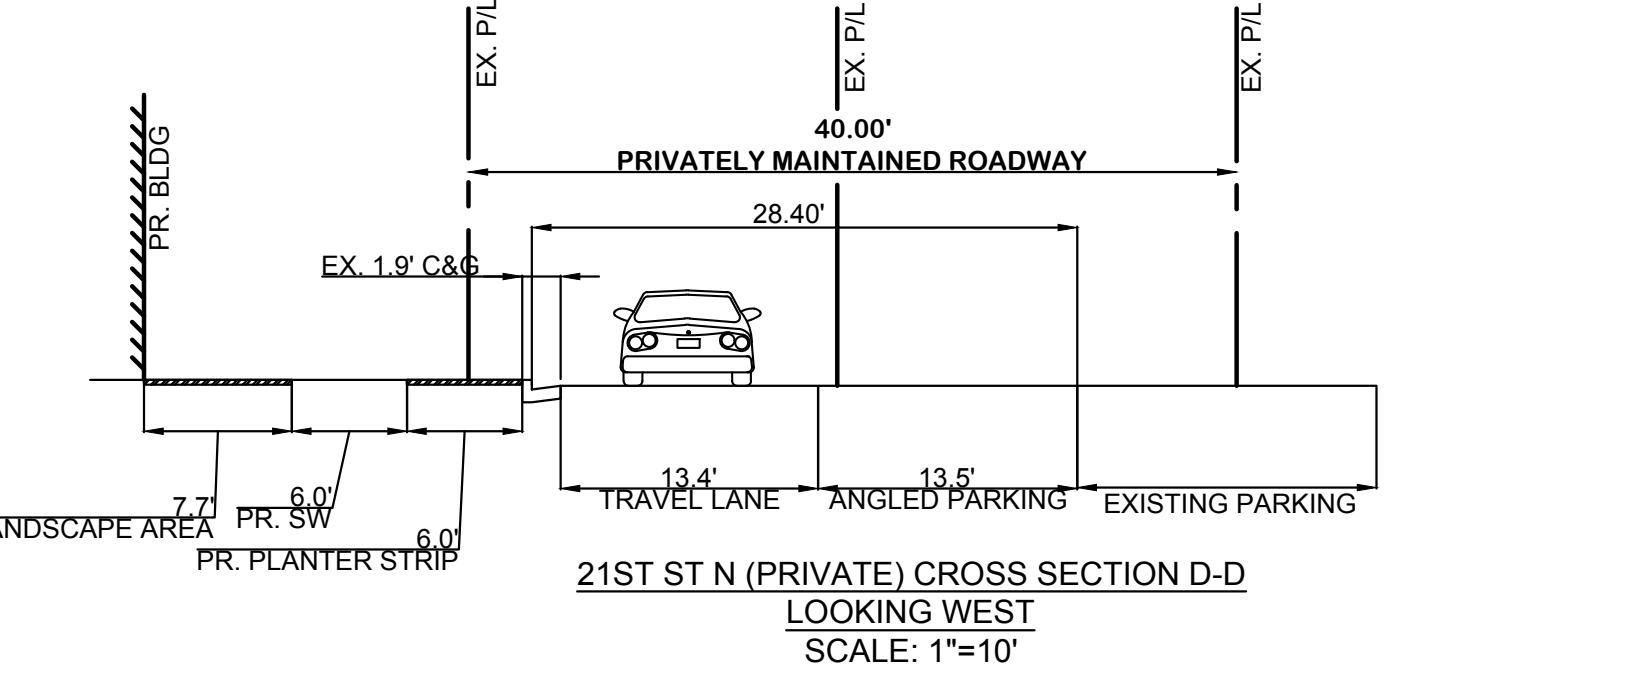 EX. P/L
EX. P/L
EX. P/L
PR. BLDG
40.00'
PRIVATELY MAINTAINED ROADWAY
28.40'
EX. 1.9' C&G
13.4'
TRAVEL LANE
13.5'
ANGLED PARKING
EXISTING PARKING
7.7'
ANDSCAPE AREA
6.0'
PR. SW
6.0'
PR. PLANTER STRIP
21ST ST N (PRIVATE) CROSS SECTION D-D
LOOKING WEST
SCALE: 1"=10'